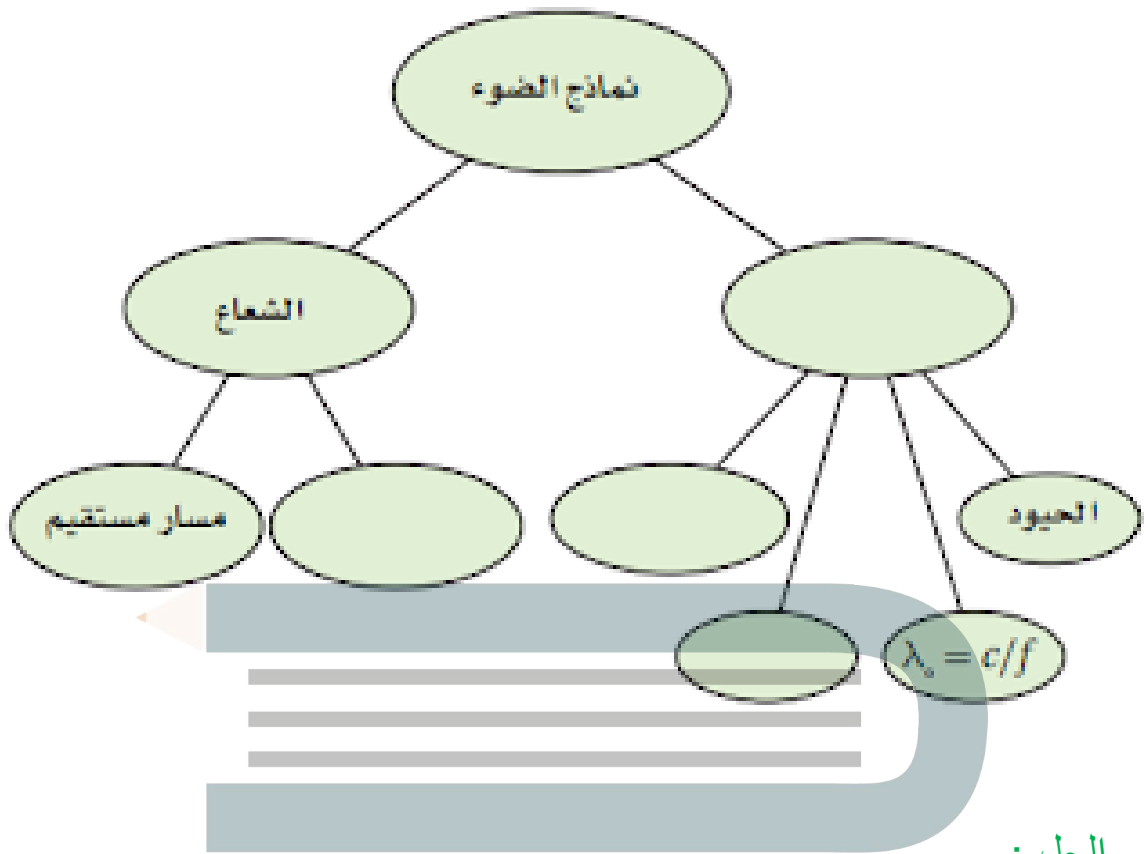 نماذج الضوء
الشعاع
الحيود
مسار مستقيم
λ₀ = c/f